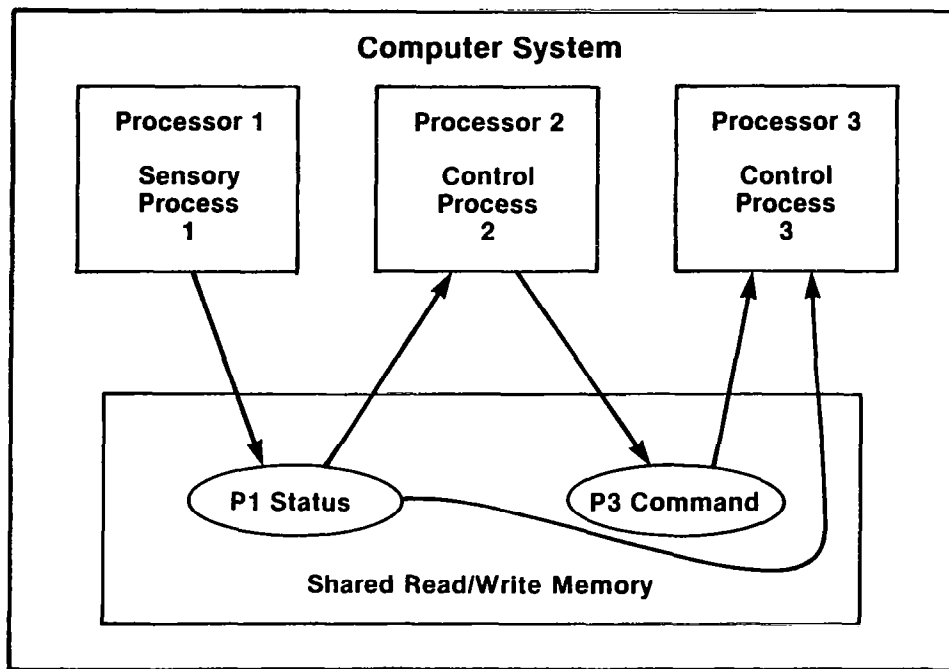 Computer System
Processor 1
Sensory
Process
1
Processor 2
Control
Process
2
Processor 3
Control
Process
3
P1 Status
P3 Command
Shared Read/Write Memory